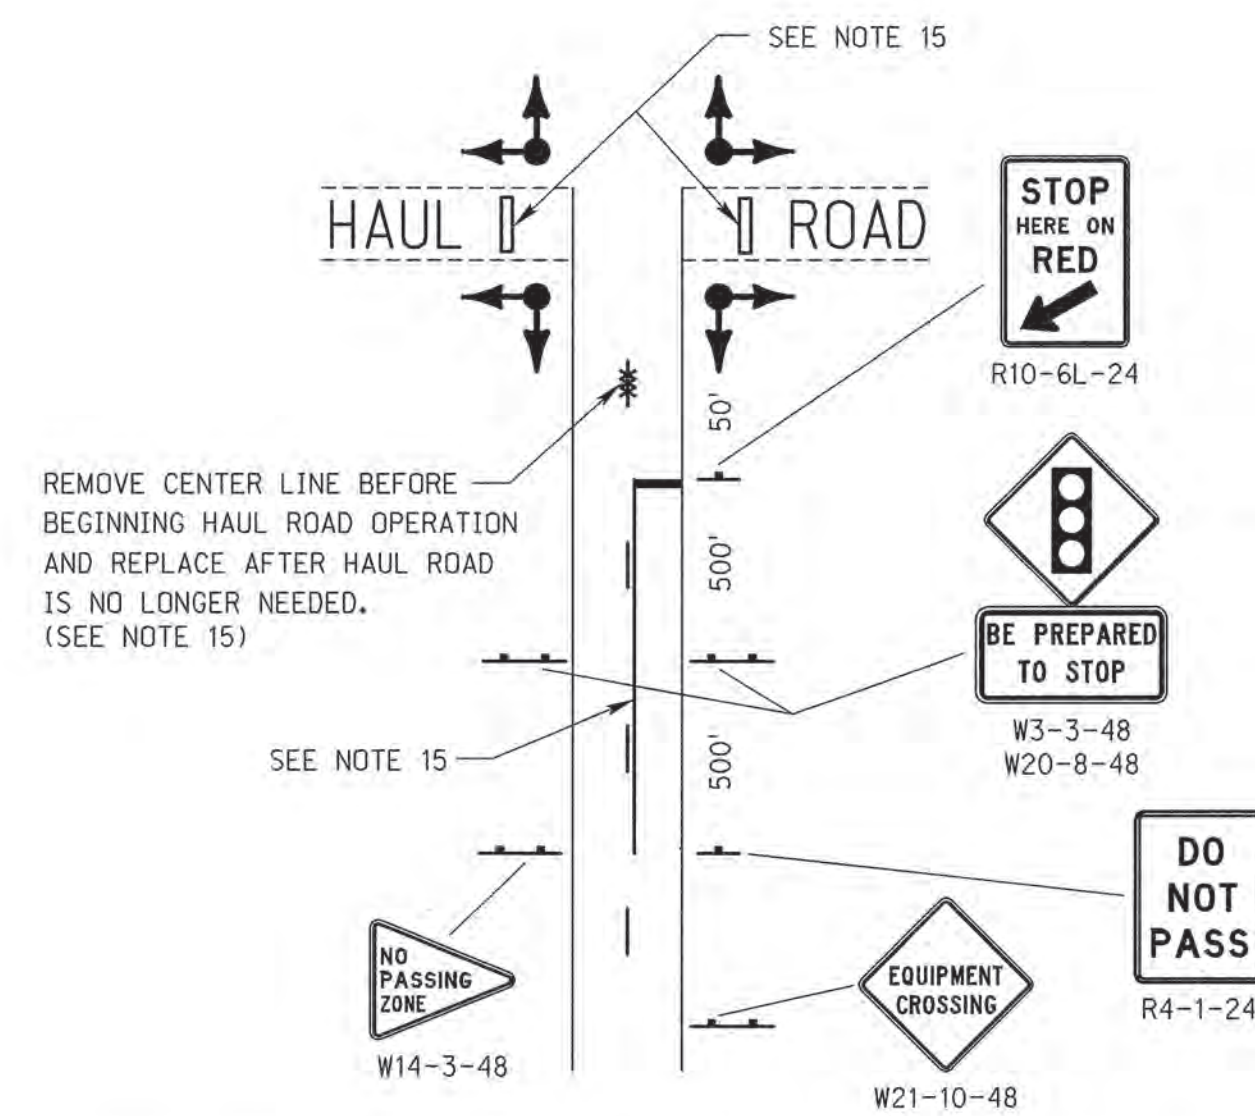 SEE NOTE 15
HAUL ROAD
STOP
HERE ON
RED
R10-6L-24
50'
REMOVE CENTER LINE BEFORE
BEGINNING HAUL ROAD OPERATION
AND REPLACE AFTER HAUL ROAD
IS NO LONGER NEEDED.
(SEE NOTE 15)
500'
BE PREPARED
TO STOP
W3-3-48
W20-8-48
SEE NOTE 15
500'
DO
NOT
PASS
R4-1-24
NO
PASSING
ZONE
W14-3-48
EQUIPMENT
CROSSING
W21-10-48